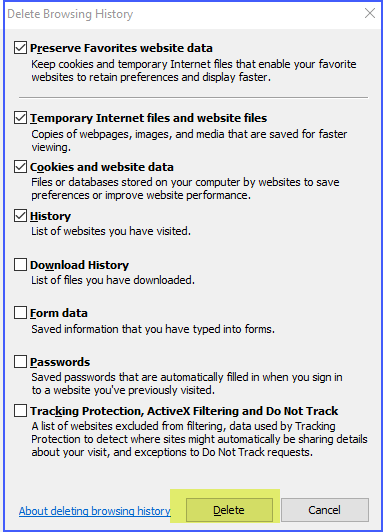 Delete Browsing History
Preserve Favorites website data
Keep cookies and temporary Internet files that enable your favorite
websites to retain preferences and display faster.
Temporary Internet files and website files
Copies of webpages, images, and media that are saved for faster
viewing.
Cookies and website data
Files or databases stored on your computer by websites to save
preferences or improve website performance.
History
List of websites you have visited.
Download History
List of files you have downloaded.
Form data
Saved information that you have typed into forms.
Passwords
Saved passwords that are automatically filled in when you sign in
to a website you've previously visited.
Tracking Protection, ActiveX Filtering and Do Not Track
A list of websites excluded from filtering, data used by Tracking
Protection to detect where sites might automatically be sharing details
about your visit, and exceptions to Do Not Track requests.
About deleting browsing history
Delete
Cancel